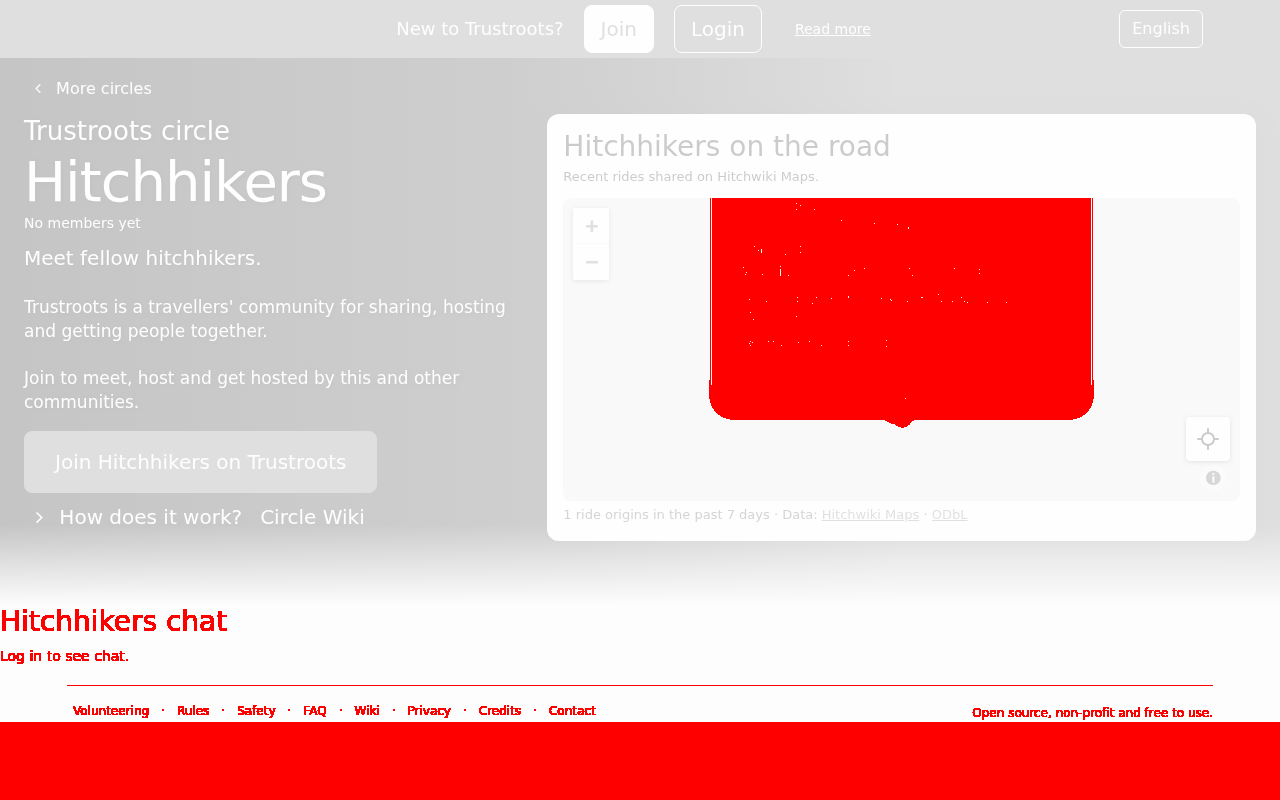 New to Trustroots? Join Login Read more English
More circles
Trustroots circle
Hitchhikers
No members yet
Meet fellow hitchhikers.
Trustroots is a travellers' community for sharing, hosting
and getting people together.
Join to meet, host and get hosted by this and other
communities.
Join Hitchhikers on Trustroots
How does it work? Circle Wiki
Hitchhikers on the road
Recent rides shared on Hitchwiki Maps.
+
−
1 ride origins in the past 7 days · Data: Hitchwiki Maps · ODbL
Hitchhikers chat
Log in to see chat.
Volunteering · Rules · Safety · FAQ · Wiki · Privacy · Credits · Contact
Open source, non-profit and free to use.